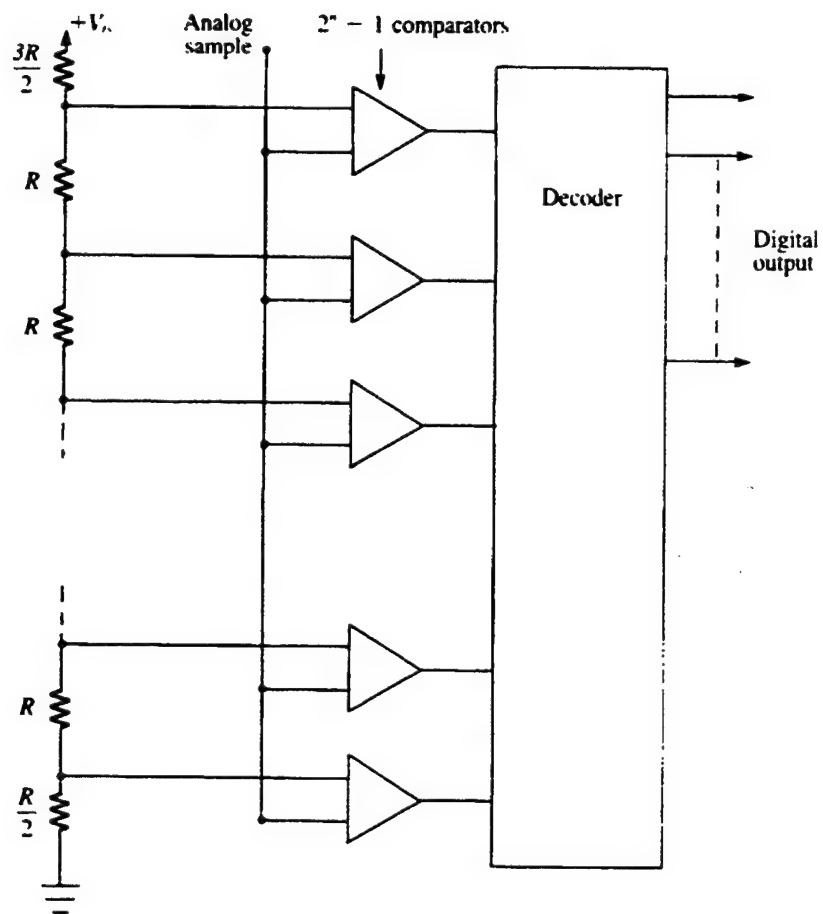 Analog
sample
2ⁿ − 1 comparators
3R
2
R
Decoder
Digital
output
R
R
R
2